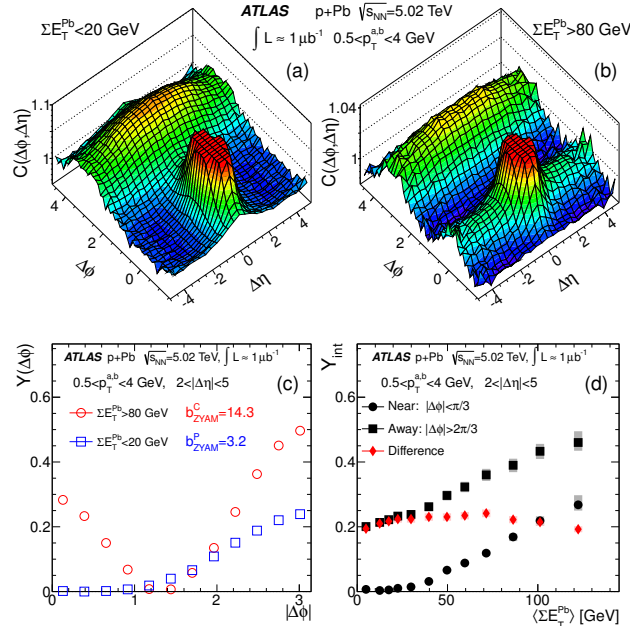 ΣE_T^Pb<20 GeV
ATLAS p+Pb √s_NN=5.02 TeV
∫ L ≈ 1 μb^-1 0.5<p_T^a,b<4 GeV
ΣE_T^Pb>80 GeV
(a)
(b)
C(Δφ,Δη)
1.1
1
4
2
0
Δφ
-4
-2
0
2
4
Δη
C(Δφ,Δη)
1.04
1
4
2
0
Δφ
-4
-2
0
2
4
Δη
Y(Δφ)
ATLAS p+Pb √s_NN=5.02 TeV, ∫ L ≈ 1 μb^-1
0.5<p_T^a,b<4 GeV, 2<|Δη|<5
(c)
ΣE_T^Pb>80 GeV b_ZYAM^C=14.3
ΣE_T^Pb<20 GeV b_ZYAM^P=3.2
0.6
0.4
0.2
0
0
1
2
3
|Δφ|
Y_int
ATLAS p+Pb √s_NN=5.02 TeV, ∫ L ≈ 1 μb^-1
0.5<p_T^a,b<4 GeV, 2<|Δη|<5
(d)
Near: |Δφ|<π/3
Away: |Δφ|>2π/3
Difference
0.6
0.4
0.2
0
0
50
100
⟨ΣE_T^Pb⟩ [GeV]